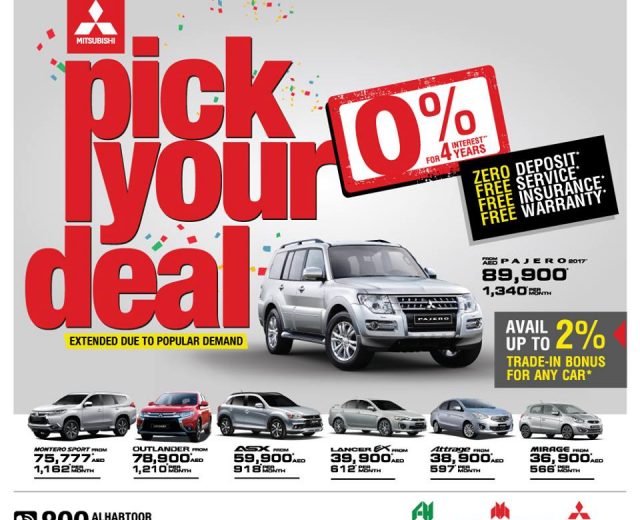 MITSUBISHI
pick
your
deal
EXTENDED DUE TO POPULAR DEMAND
0%
INTEREST**
FOR 4 YEARS
ZERO DEPOSIT*
FREE SERVICE*
FREE INSURANCE*
FREE WARRANTY*
FROM AED PAJERO 2017*
89,900*
1,340* PER MONTH
PAJERO
AVAIL UP TO 2%
TRADE-IN BONUS
FOR ANY CAR*
MONTERO SPORT FROM
75,777* AED
1,162* PER MONTH
OUTLANDER FROM
78,900* AED
1,210* PER MONTH
ASX FROM
59,900* AED
918* PER MONTH
LANCER EX FROM
39,900* AED
612* PER MONTH
Attrage FROM
38,900* AED
597* PER MONTH
MIRAGE FROM
36,900* AED
566* PER MONTH
800 ALHABTOOR